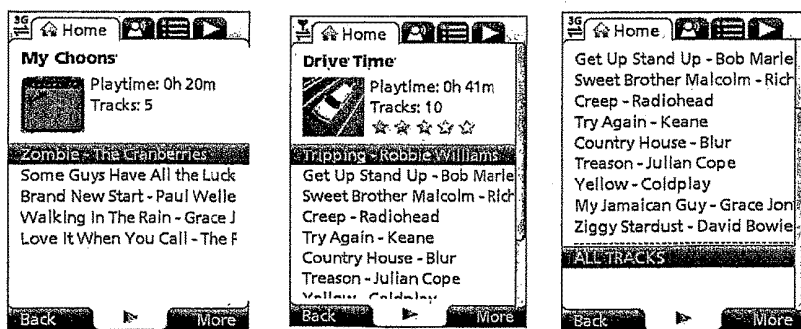 3G
Home
My Choons
Playtime: 0h 20m
Tracks: 5
Zombie - The Cranberries
Some Guys Have All the Luck
Brand New Start - Paul Welle
Walking In The Rain - Grace J
Love It When You Call - The F
Back
More
Home
Drive Time
Playtime: 0h 41m
Tracks: 10
Tripping - Robbie Williams
Get Up Stand Up - Bob Marle
Sweet Brother Malcolm - Rich
Creep - Radiohead
Try Again - Keane
Country House - Blur
Treason - Julian Cope
Yellow - Coldplay
Back
More
3G
Home
Get Up Stand Up - Bob Marle
Sweet Brother Malcolm - Rich
Creep - Radiohead
Try Again - Keane
Country House - Blur
Treason - Julian Cope
Yellow - Coldplay
My Jamaican Guy - Grace Jon
Ziggy Stardust - David Bowie
ALL TRACKS
Back
More